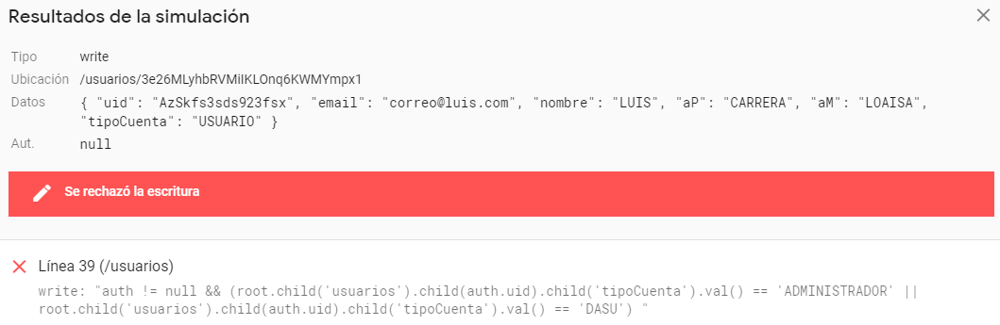 Resultados de la simulación
Tipo write
Ubicación /usuarios/3e26MLyhbRVMiIKLOnq6KWMYmpx1
Datos { "uid": "AzSkfs3sds923fsx", "email": "correo@luis.com", "nombre": "LUIS", "aP": "CARRERA", "aM": "LOAISA",
"tipoCuenta": "USUARIO" }
Aut. null
Se rechazó la escritura
Línea 39 (/usuarios)
write: "auth != null && (root.child('usuarios').child(auth.uid).child('tipoCuenta').val() == 'ADMINISTRADOR' ||
root.child('usuarios').child(auth.uid).child('tipoCuenta').val() == 'DASU') "